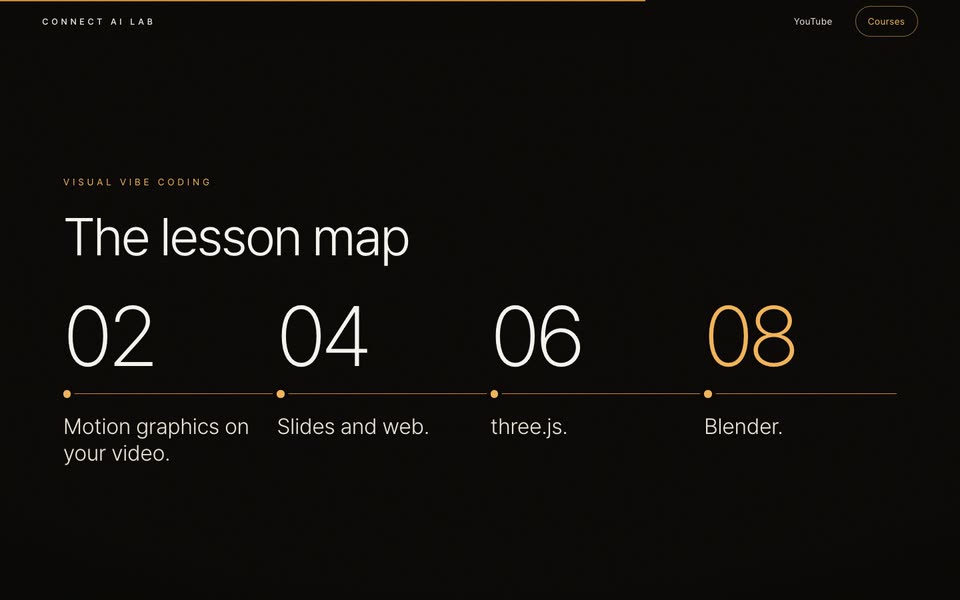 CONNECT AI LAB
YouTube
Courses
VISUAL VIBE CODING
The lesson map
02
04
06
08
Motion graphics on
your video.
Slides and web.
three.js.
Blender.